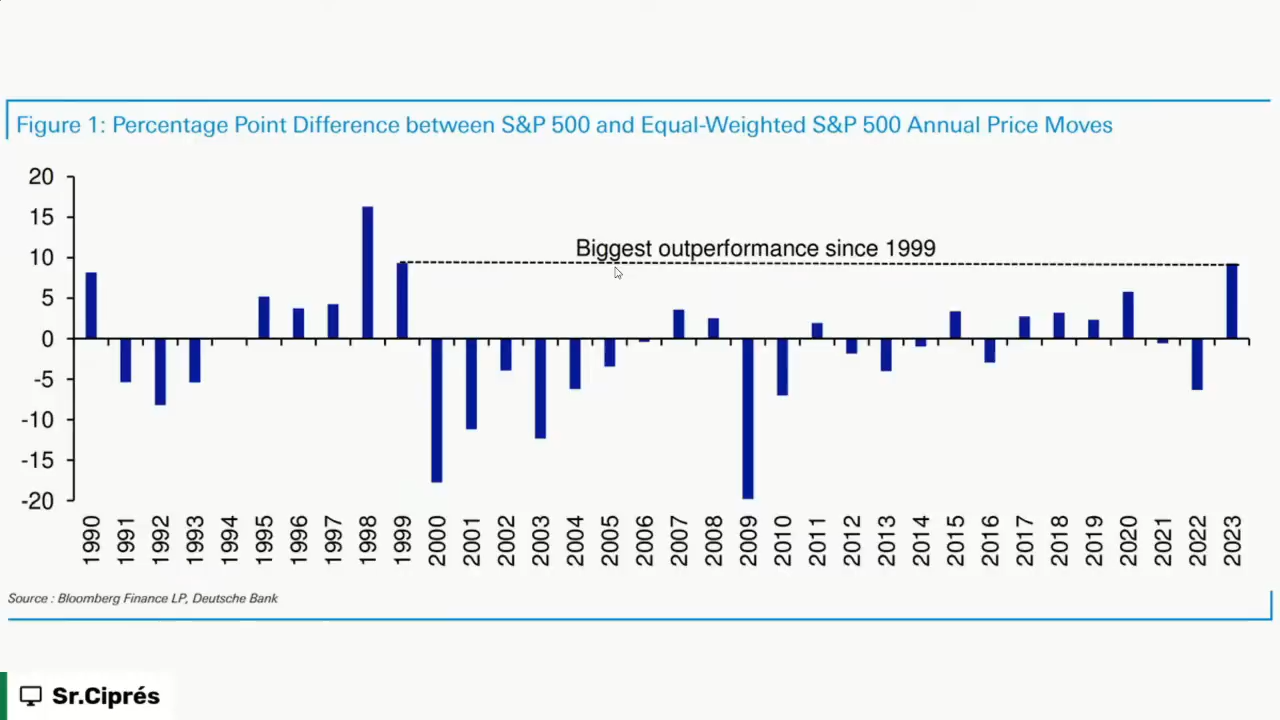 Figure 1: Percentage Point Difference between S&P 500 and Equal-Weighted S&P 500 Annual Price Moves
20
15
10
5
0
-5
-10
-15
-20
Biggest outperformance since 1999
1990 1991 1992 1993 1994 1995 1996 1997 1998 1999 2000 2001 2002 2003 2004 2005 2006 2007 2008 2009 2010 2011 2012 2013 2014 2015 2016 2017 2018 2019 2020 2021 2022 2023
Source : Bloomberg Finance LP, Deutsche Bank
Sr.Ciprés